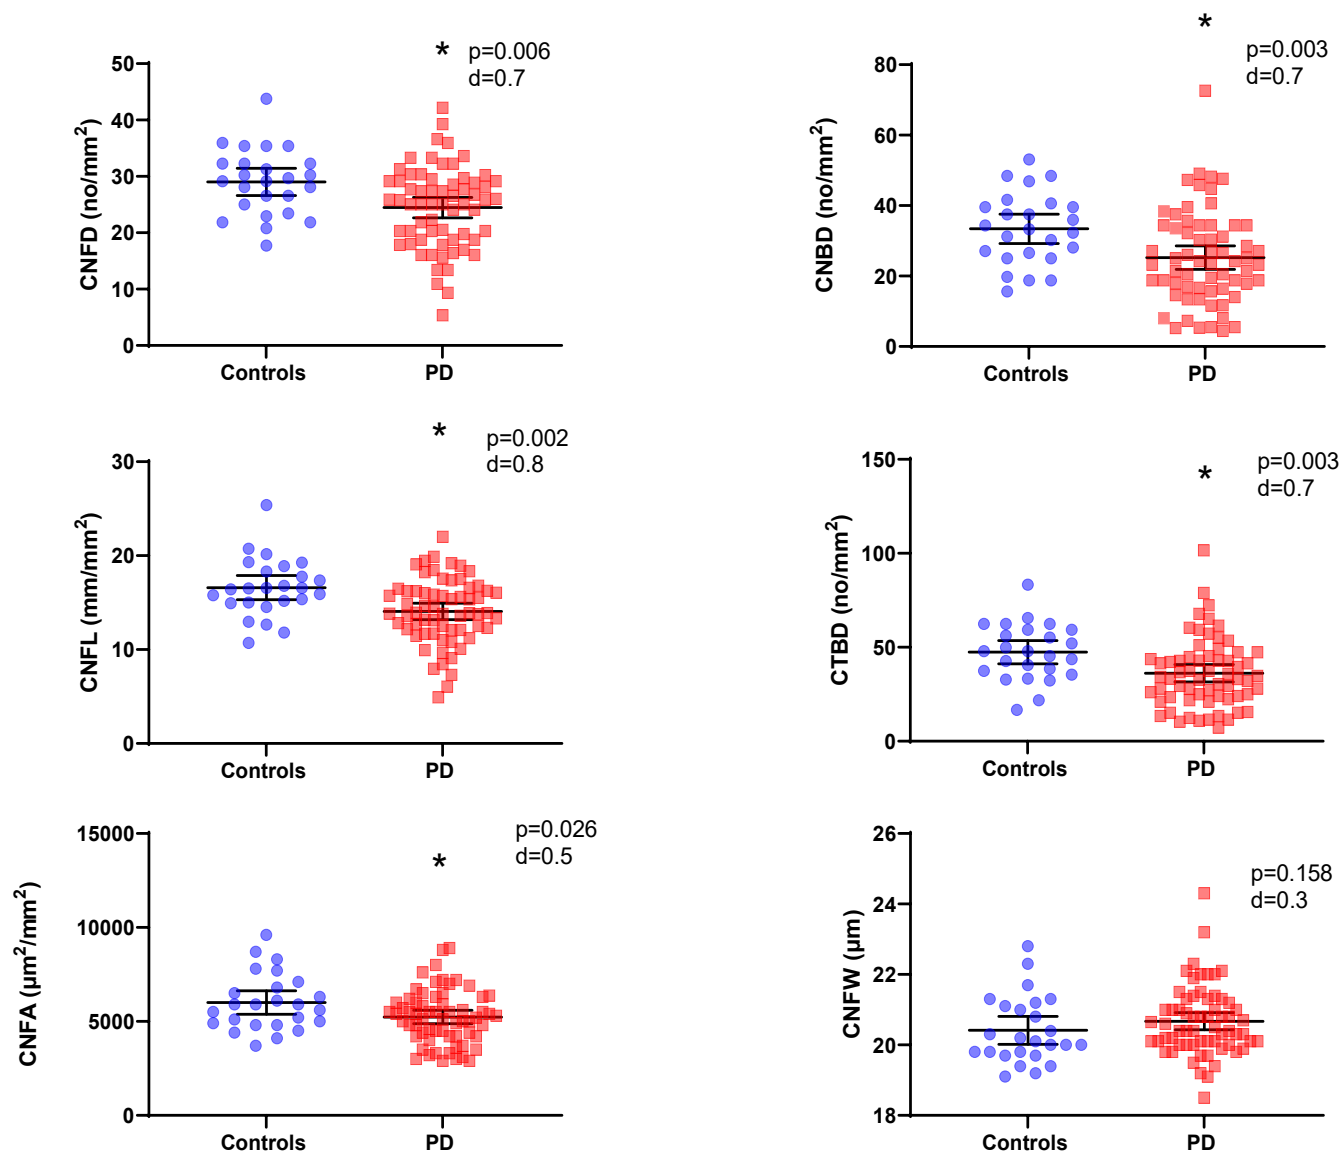 *
p=0.006
d=0.7
50
40
30
20
10
0
CNFD (no/mm²)
Controls
PD
*
p=0.003
d=0.7
80
60
40
20
0
CNBD (no/mm²)
Controls
PD
*
p=0.002
d=0.8
30
20
10
0
CNFL (mm/mm²)
Controls
PD
*
p=0.003
d=0.7
150
100
50
0
CTBD (no/mm²)
Controls
PD
*
p=0.026
d=0.5
15000
10000
5000
0
CNFA (µm²/mm²)
Controls
PD
p=0.158
d=0.3
26
24
22
20
18
CNFW (µm)
Controls
PD